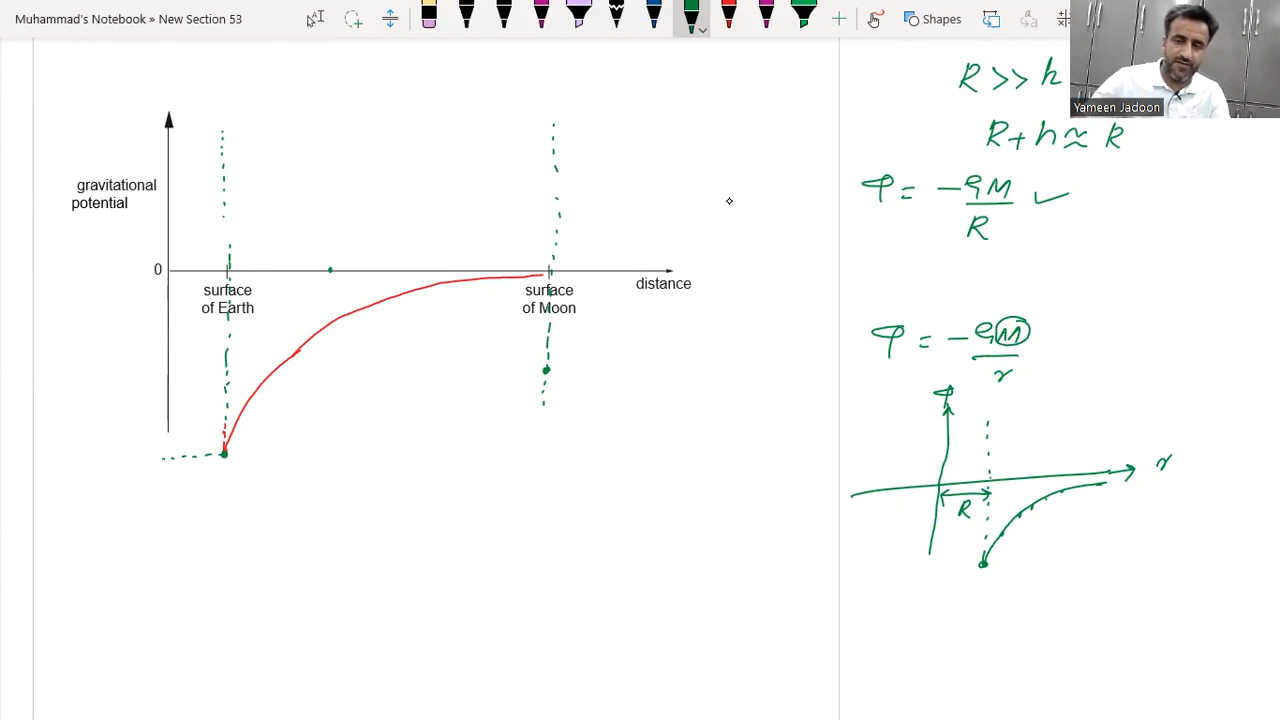 Muhammad's Notebook » New Section 53
Shapes
Yameen Jadoon
gravitational
potential
0
surface
of Earth
surface
of Moon
distance
R >> h
R + h ≈ R
φ = -GM/R ✓
φ = -GM/r
φ
r
R